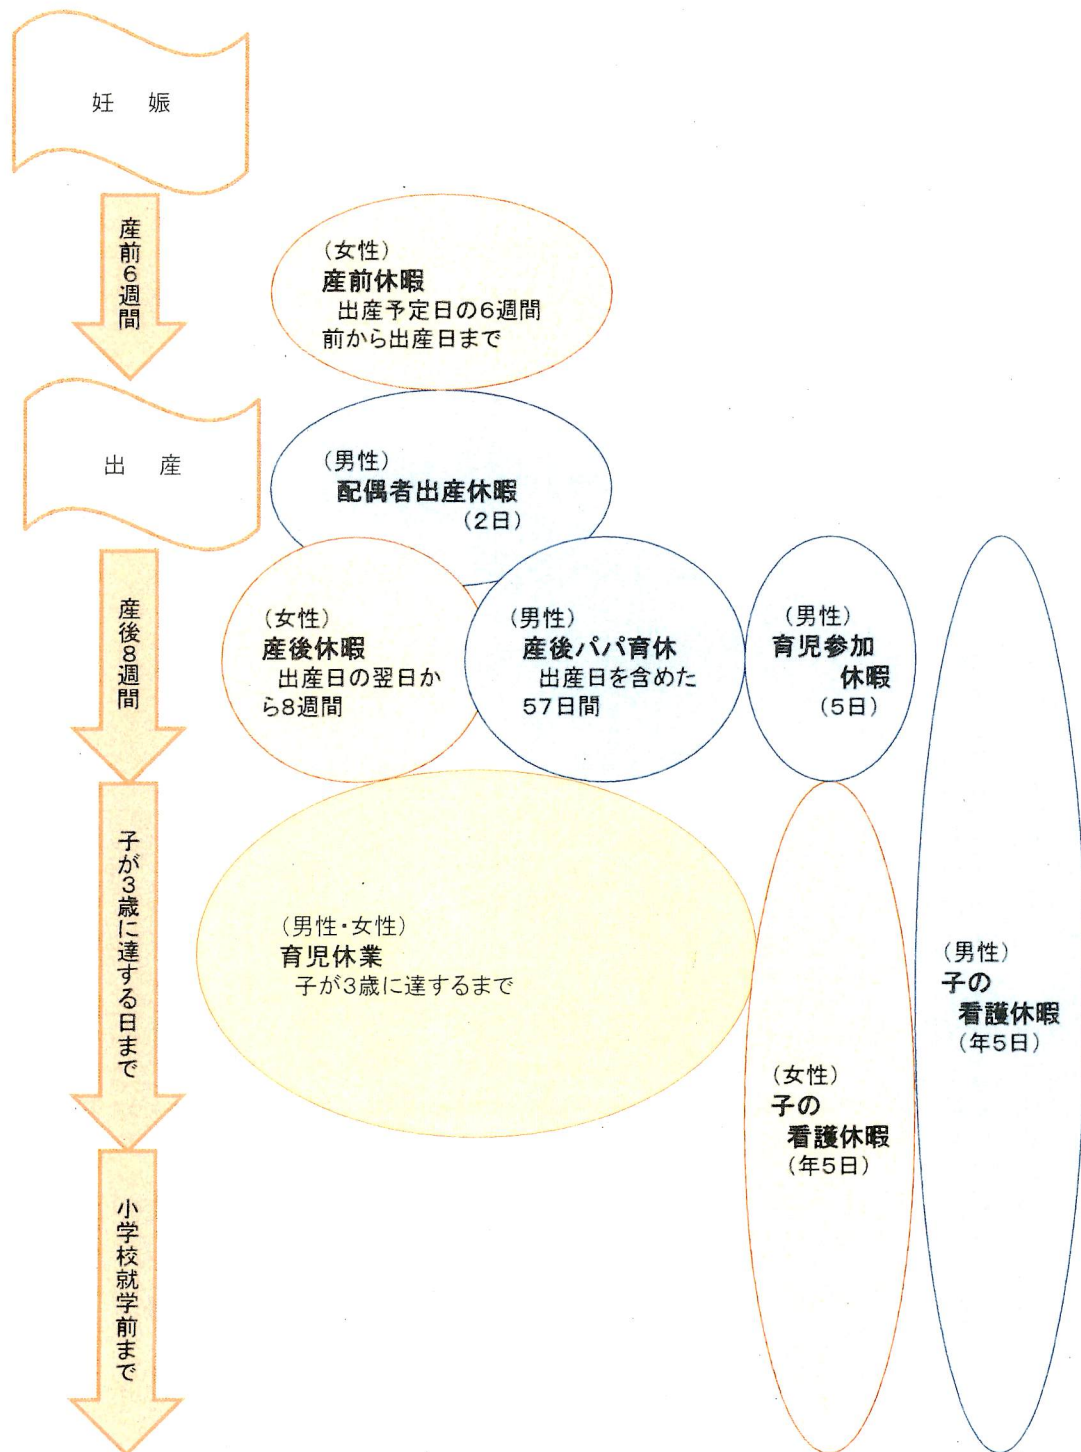 妊　娠
産前6週間
（女性）
産前休暇
出産予定日の6週間
前から出産日まで
出　産
（男性）
配偶者出産休暇
（2日）
産後8週間
（女性）
産後休暇
出産日の翌日か
ら8週間
（男性）
産後パパ育休
出産日を含めた
57日間
（男性）
育児参加
休暇
（5日）
子が3歳に達する日まで
（男性・女性）
育児休業
子が3歳に達するまで
（女性）
子の
看護休暇
（年5日）
（男性）
子の
看護休暇
（年5日）
小学校就学前まで